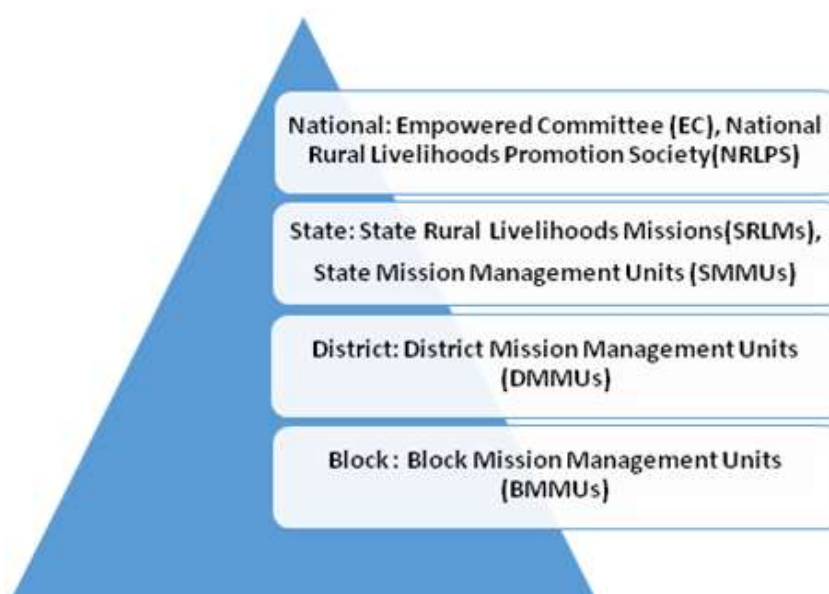 National: Empowered Committee (EC), National
Rural Livelihoods Promotion Society(NRLPS)
State: State Rural Livelihoods Missions(SRLMs),
State Mission Management Units (SMMUs)
District: District Mission Management Units
(DMMUs)
Block : Block Mission Management Units
(BMMUs)